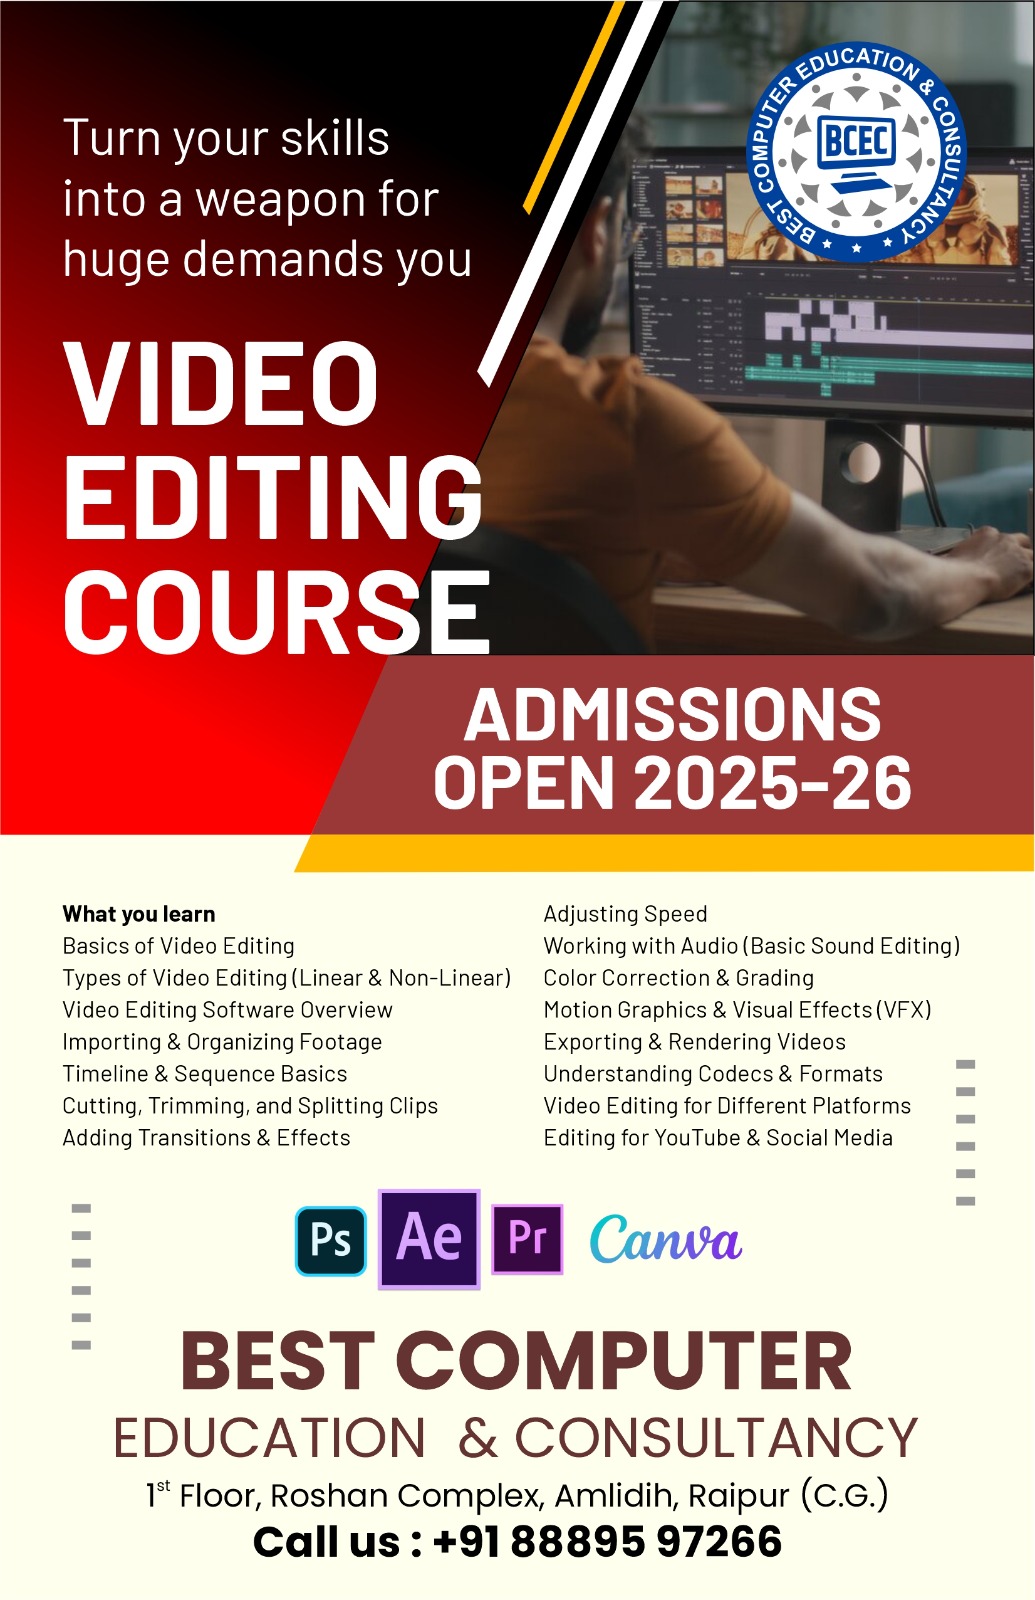 BEST COMPUTER EDUCATION & CONSULTANCY
BCEC
Turn your skills
into a weapon for
huge demands you
VIDEO
EDITING
COURSE
ADMISSIONS
OPEN 2025-26
What you learn
Basics of Video Editing
Types of Video Editing (Linear & Non-Linear)
Video Editing Software Overview
Importing & Organizing Footage
Timeline & Sequence Basics
Cutting, Trimming, and Splitting Clips
Adding Transitions & Effects
Adjusting Speed
Working with Audio (Basic Sound Editing)
Color Correction & Grading
Motion Graphics & Visual Effects (VFX)
Exporting & Rendering Videos
Understanding Codecs & Formats
Video Editing for Different Platforms
Editing for YouTube & Social Media
Ps Ae Pr Canva
BEST COMPUTER
EDUCATION & CONSULTANCY
1st Floor, Roshan Complex, Amlidih, Raipur (C.G.)
Call us : +91 88895 97266